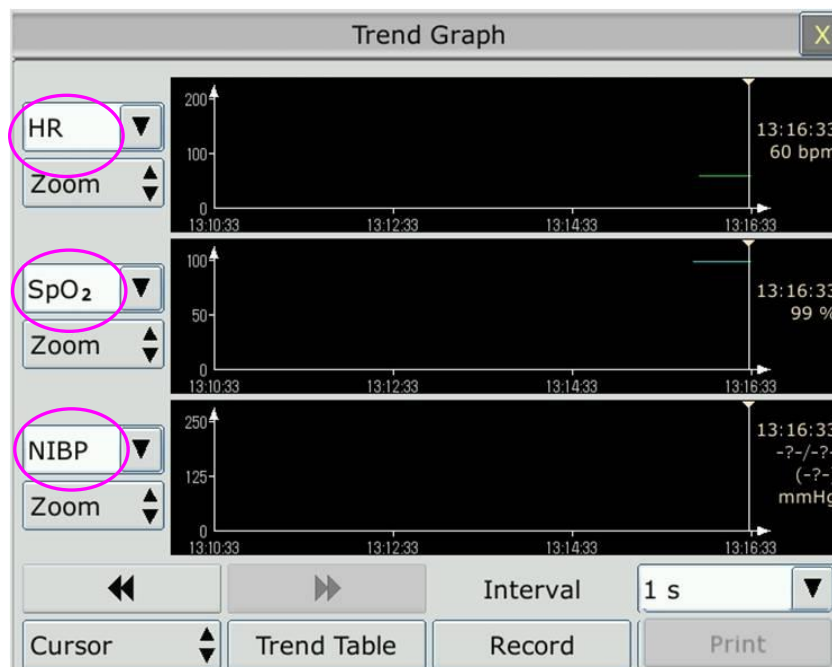 Trend Graph X
HR
Zoom
200
100
0
13:10:33 13:12:33 13:14:33 13:16:33
13:16:33
60 bpm
SpO₂
Zoom
100
50
0
13:10:33 13:12:33 13:14:33 13:16:33
13:16:33
99 %
NIBP
Zoom
250
125
0
13:10:33 13:12:33 13:14:33 13:16:33
13:16:33
-?-/-?-
(-?-)
mmHg
Interval 1 s
Cursor Trend Table Record Print